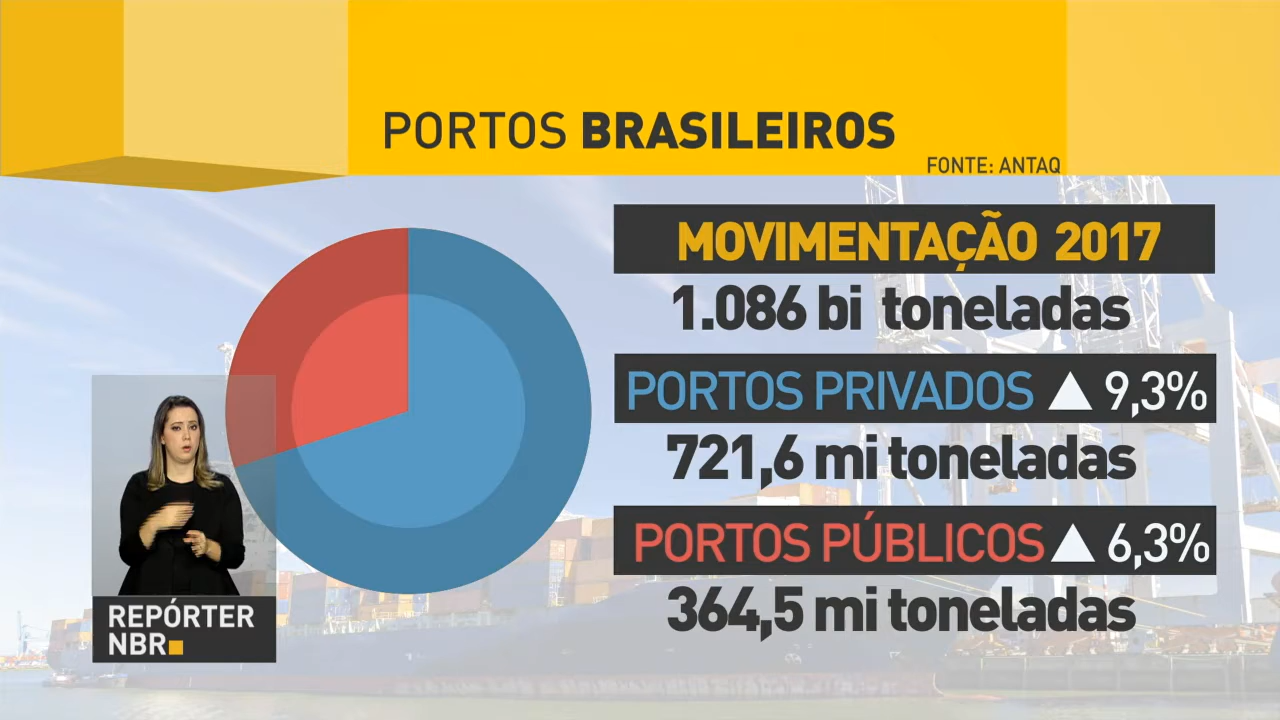 PORTOS BRASILEIROS
FONTE: ANTAQ
MOVIMENTAÇÃO 2017
1.086 bi toneladas
PORTOS PRIVADOS ▲ 9,3%
721,6 mi toneladas
PORTOS PÚBLICOS ▲ 6,3%
364,5 mi toneladas
REPÓRTER
NBR